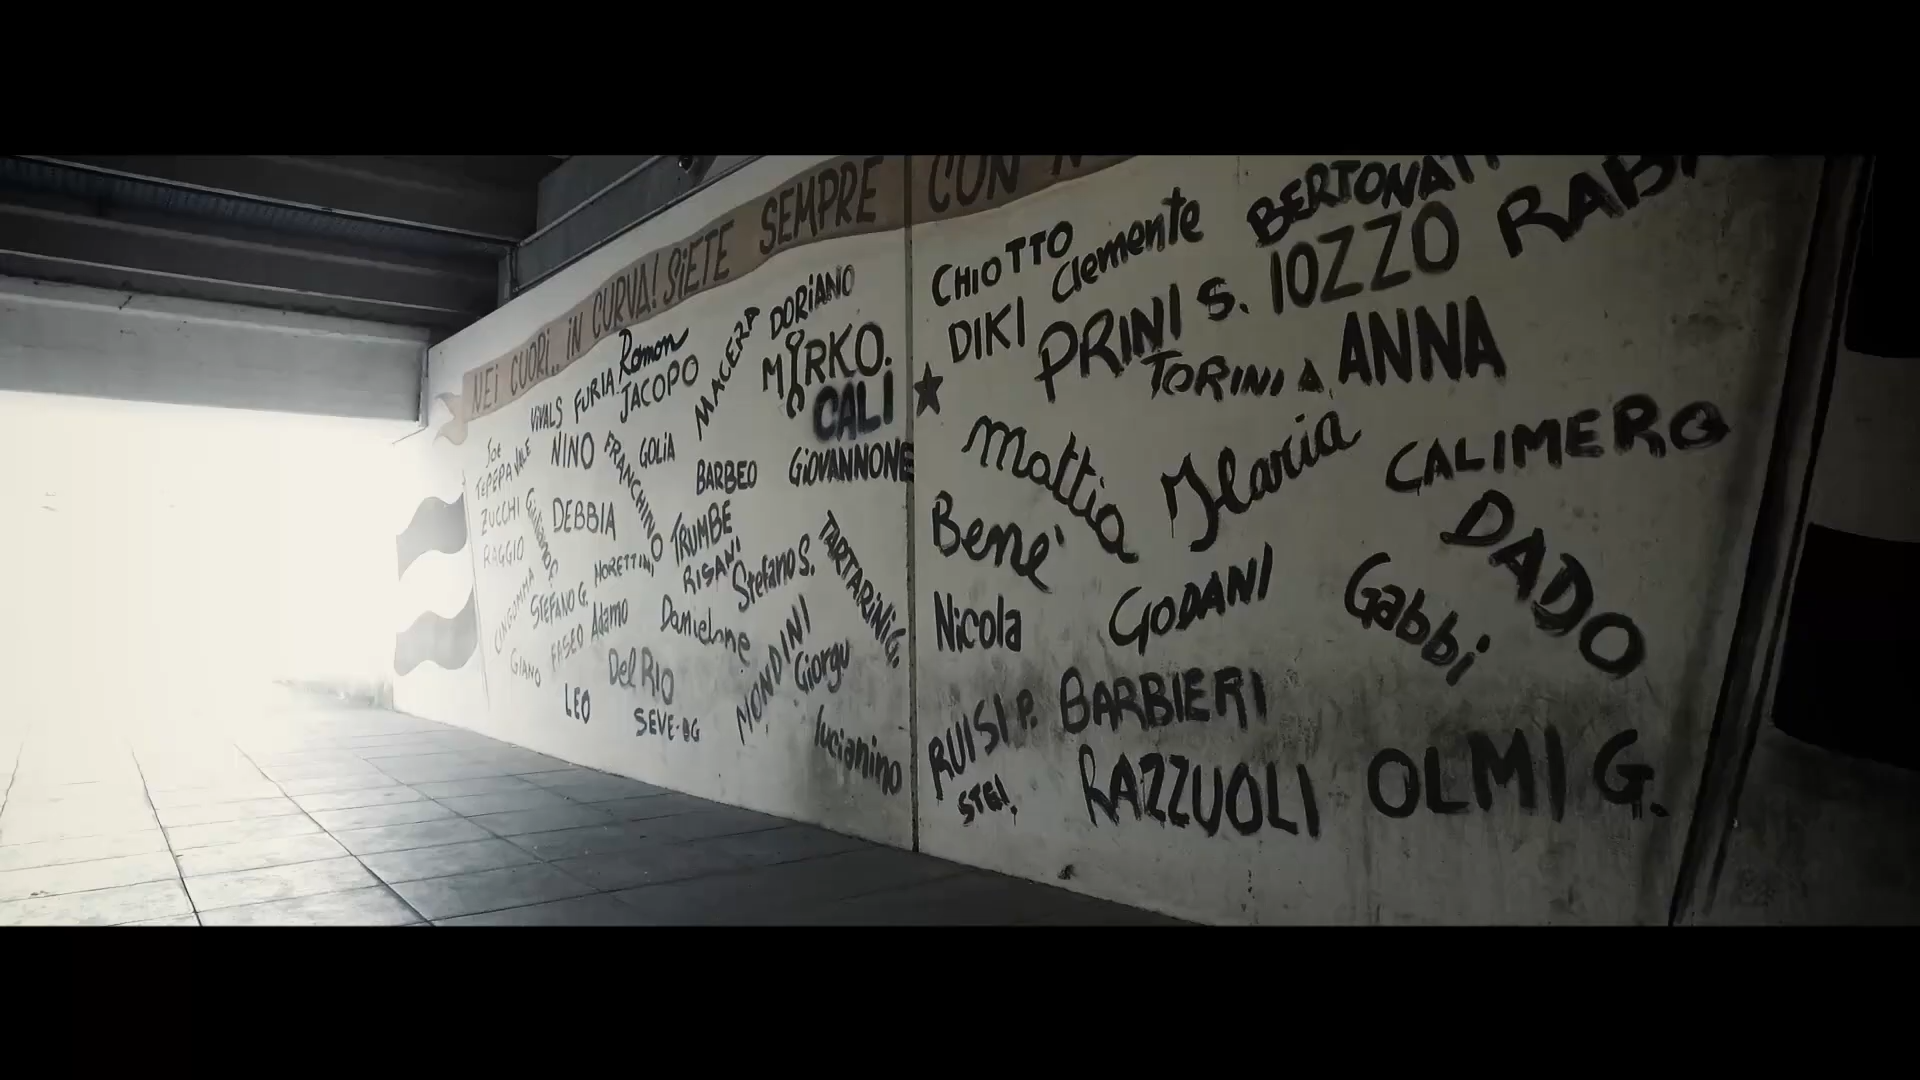 NEI CUORI.. IN CURVA! SIETE SEMPRE CON
Joe
TEPEPA
VALE
VIVALS
FURIA
Ramon
JACOPO
MACERA
DORIANO
MIRKO.
CALI
GIOVANNONE
NINO
FRANCHINO
GOLIA
BARBEO
ZUCCHI
DEBBIA
TRUMBE
RISANI
RAGGIO
MORETTINI
Stefano S.
TARTARINI G.
CINGOMMA
STEFANO G.
Adamo
FASEO
Danielone
MONDINI
Giorgu
GIANO
LEO
Del RIO
SEVE-BG
lucianino
CHIOTTO
Clemente
BERTONATI
DIKI
PRINI S.
IOZZO
TORINI A.
ANNA
Mattia
Ilaria
CALIMERO
Bene'
DADO
Nicola
GODANI
Gabbi
RUISI P.
BARBIERI
STEI.
RAZZUOLI
OLMI G.